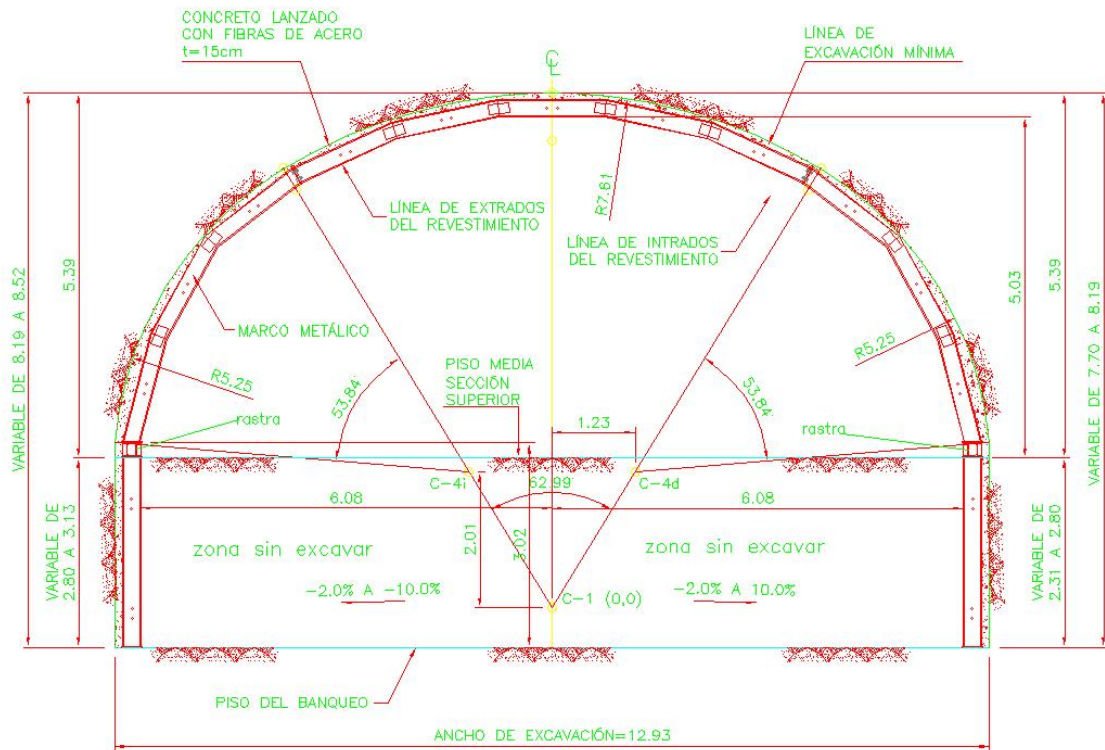 CONCRETO LANZADO
CON FIBRAS DE ACERO
t=15cm
LÍNEA DE
EXCAVACIÓN MÍNIMA
℄
R7.61
LÍNEA DE EXTRADOS
DEL REVESTIMIENTO
LÍNEA DE INTRADOS
DEL REVESTIMIENTO
VARIABLE DE 8.19 A 8.52
5.39
5.03
5.39
VARIABLE DE 7.70 A 8.19
MARCO METÁLICO
R5.25
R5.25
PISO MEDIA
SECCIÓN
SUPERIOR
53.84
53.84
rastra
rastra
1.23
C-4i
62.99
C-4d
6.08
6.08
2.01
3.02
VARIABLE DE
2.80 A 3.13
VARIABLE DE
2.31 A 2.80
zona sin excavar
zona sin excavar
-2.0% A -10.0%
-2.0% A 10.0%
C-1 (0,0)
PISO DEL BANQUEO
ANCHO DE EXCAVACIÓN=12.93